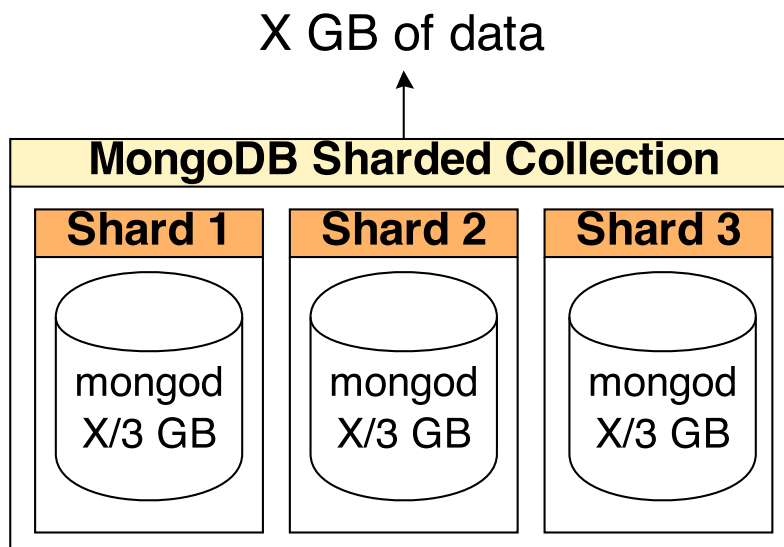 X GB of data
MongoDB Sharded Collection
Shard 1
mongod
X/3 GB
Shard 2
mongod
X/3 GB
Shard 3
mongod
X/3 GB